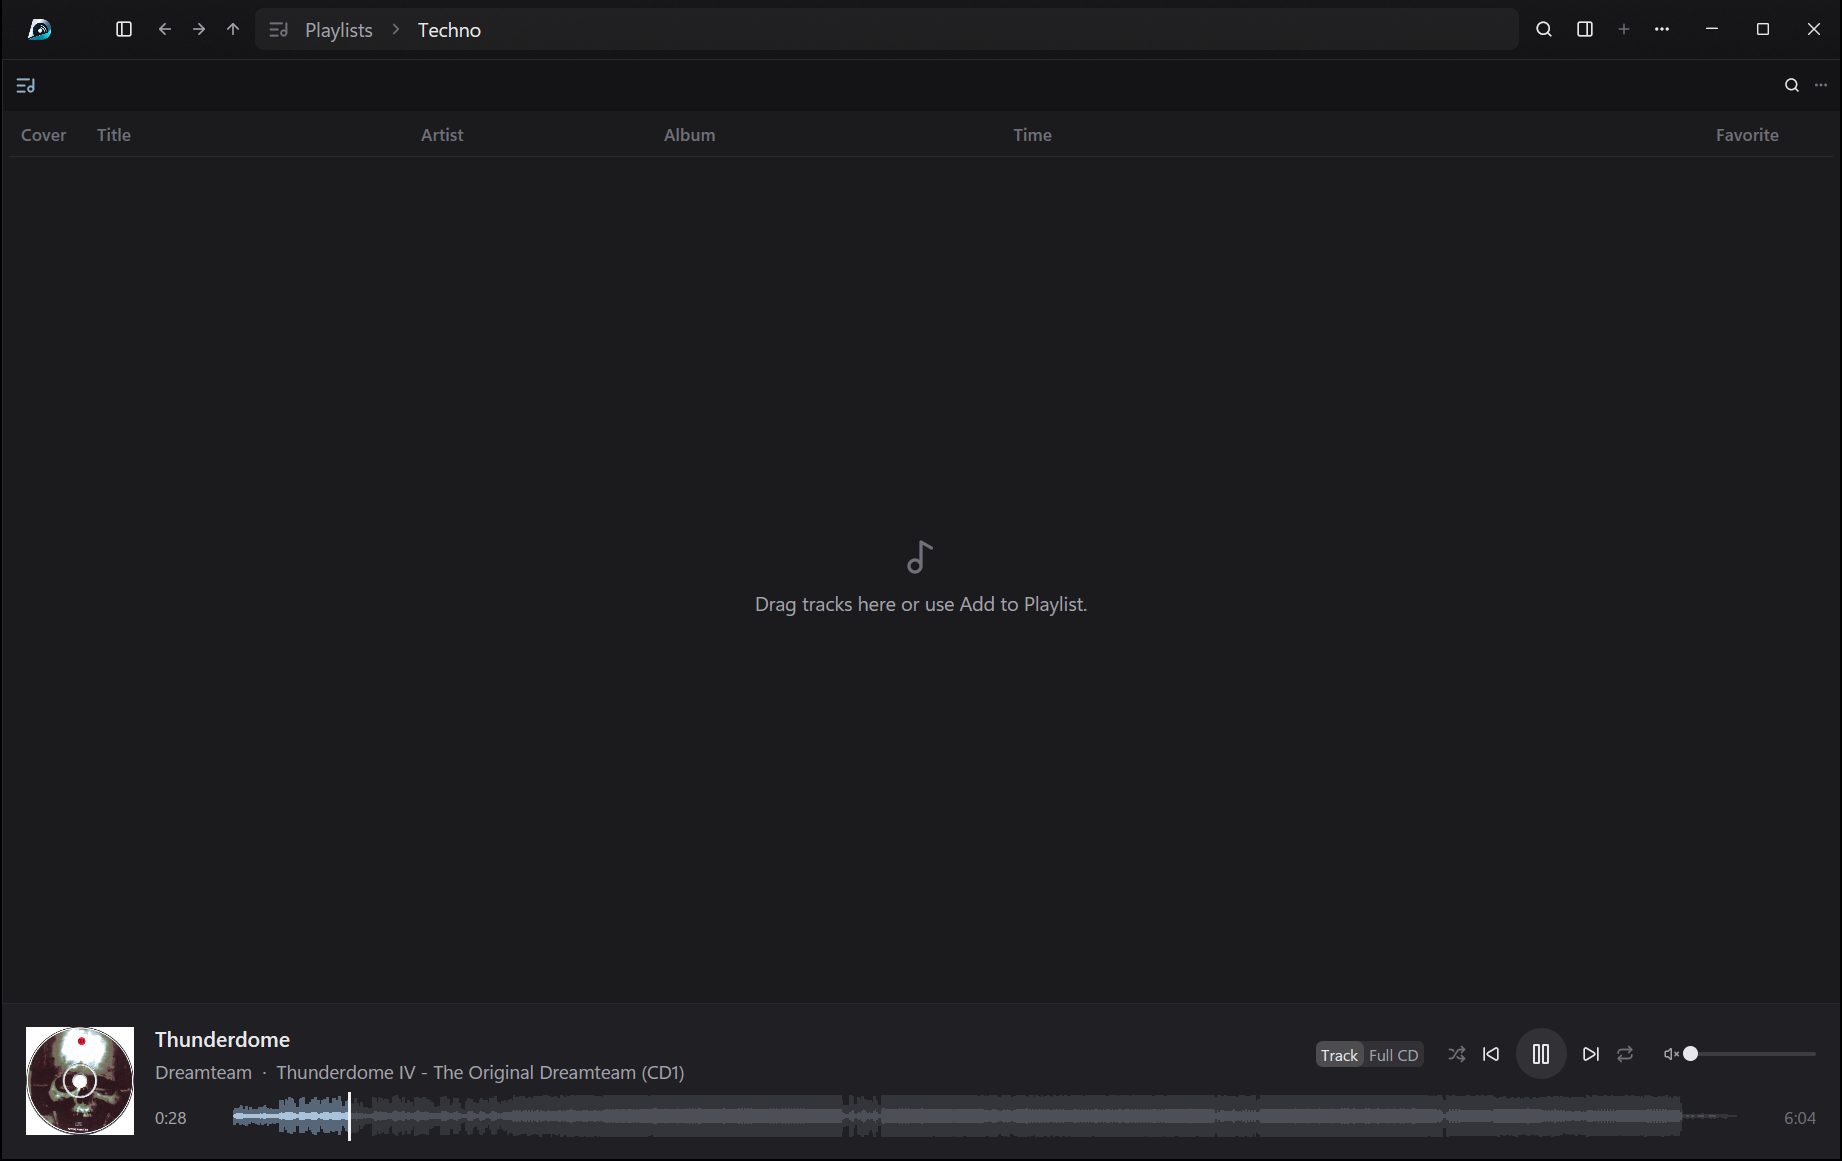 Playlists > Techno
Cover Title Artist Album Time Favorite
Drag tracks here or use Add to Playlist.
Thunderdome
Dreamteam · Thunderdome IV - The Original Dreamteam (CD1)
Track Full CD
0:28
6:04